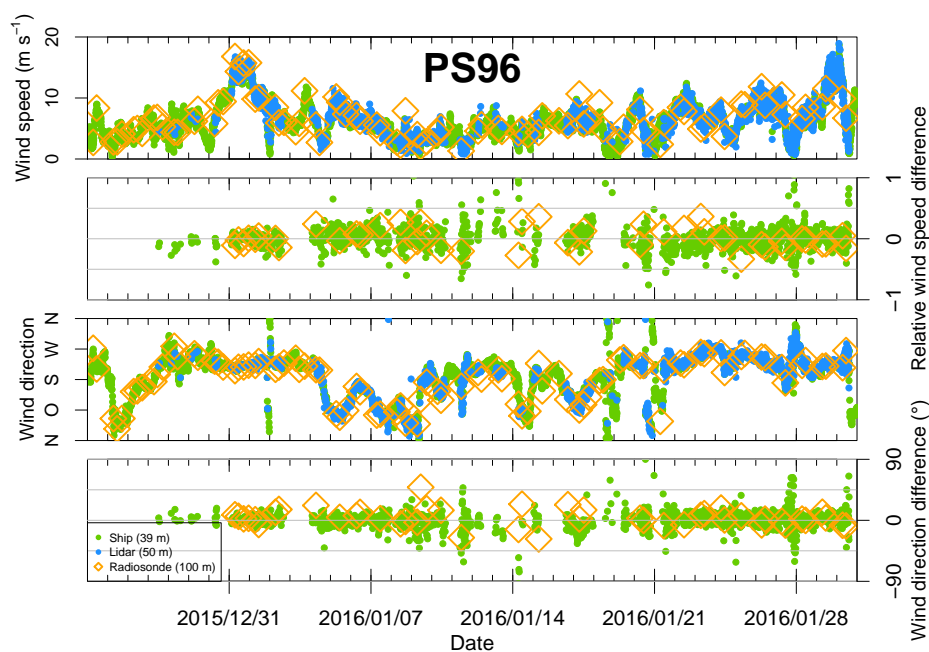 PS96
Wind speed (m s⁻¹)
20
10
0
Relative wind speed difference
1
0
−1
Wind direction
N
W
S
O
N
Wind direction difference (°)
90
0
−90
Ship (39 m)
Lidar (50 m)
Radiosonde (100 m)
2015/12/31
2016/01/07
2016/01/14
2016/01/21
2016/01/28
Date